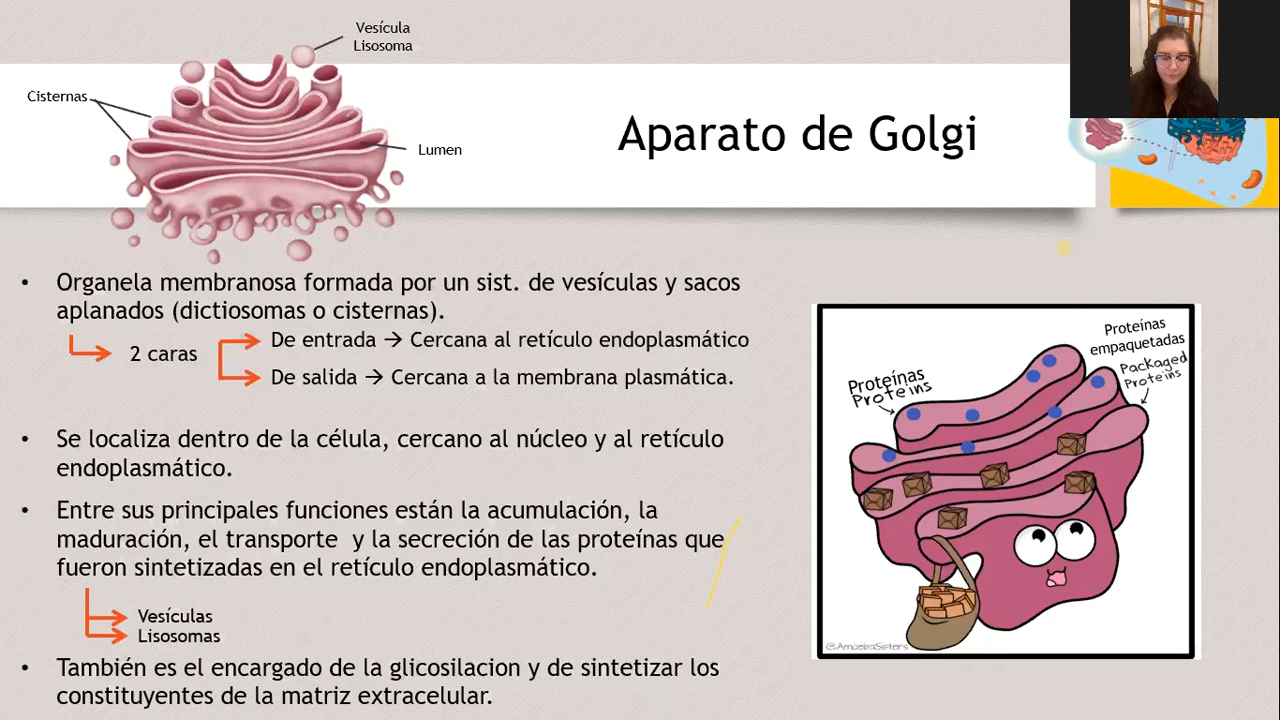 Vesícula
Lisosoma
Cisternas
Lumen
Aparato de Golgi
• Organela membranosa formada por un sist. de vesículas y sacos
aplanados (dictiosomas o cisternas).
2 caras
De entrada → Cercana al retículo endoplasmático
De salida → Cercana a la membrana plasmática.
• Se localiza dentro de la célula, cercano al núcleo y al retículo
endoplasmático.
• Entre sus principales funciones están la acumulación, la
maduración, el transporte y la secreción de las proteínas que
fueron sintetizadas en el retículo endoplasmático.
Vesículas
Lisosomas
• También es el encargado de la glicosilacion y de sintetizar los
constituyentes de la matriz extracelular.
Proteínas
Proteins
Proteínas
empaquetadas
Packaged
Proteins
@AmoebaSisters